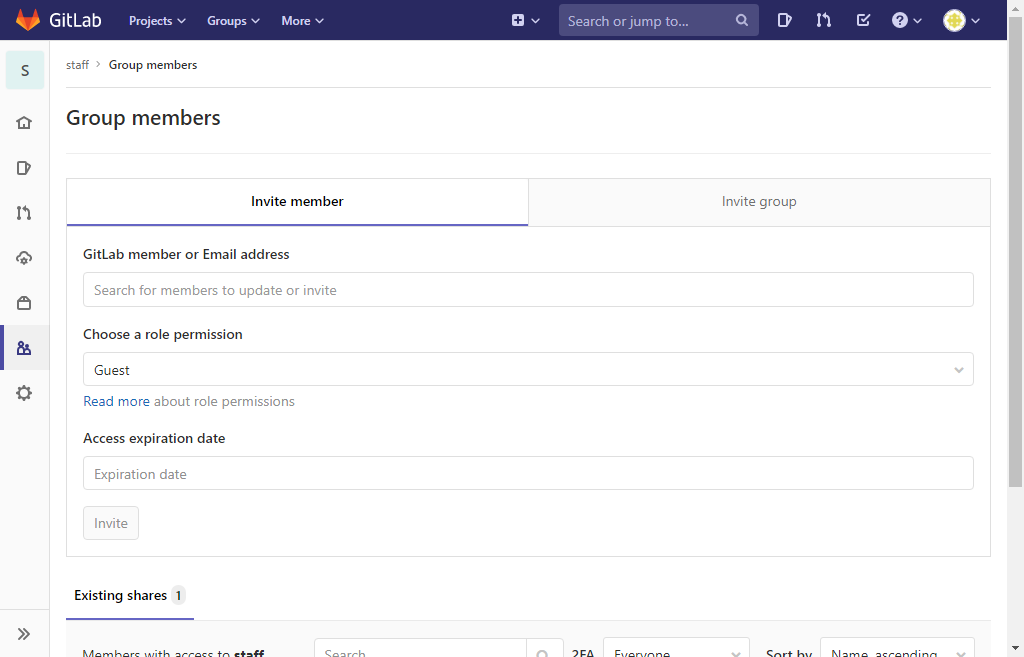 GitLab Projects Groups More Search or jump to...
S
staff > Group members
Group members
Invite member Invite group
GitLab member or Email address
Search for members to update or invite
Choose a role permission
Guest
Read more about role permissions
Access expiration date
Expiration date
Invite
Existing shares 1
Members with access to staff Search 2FA Everyone Sort by Name, ascending